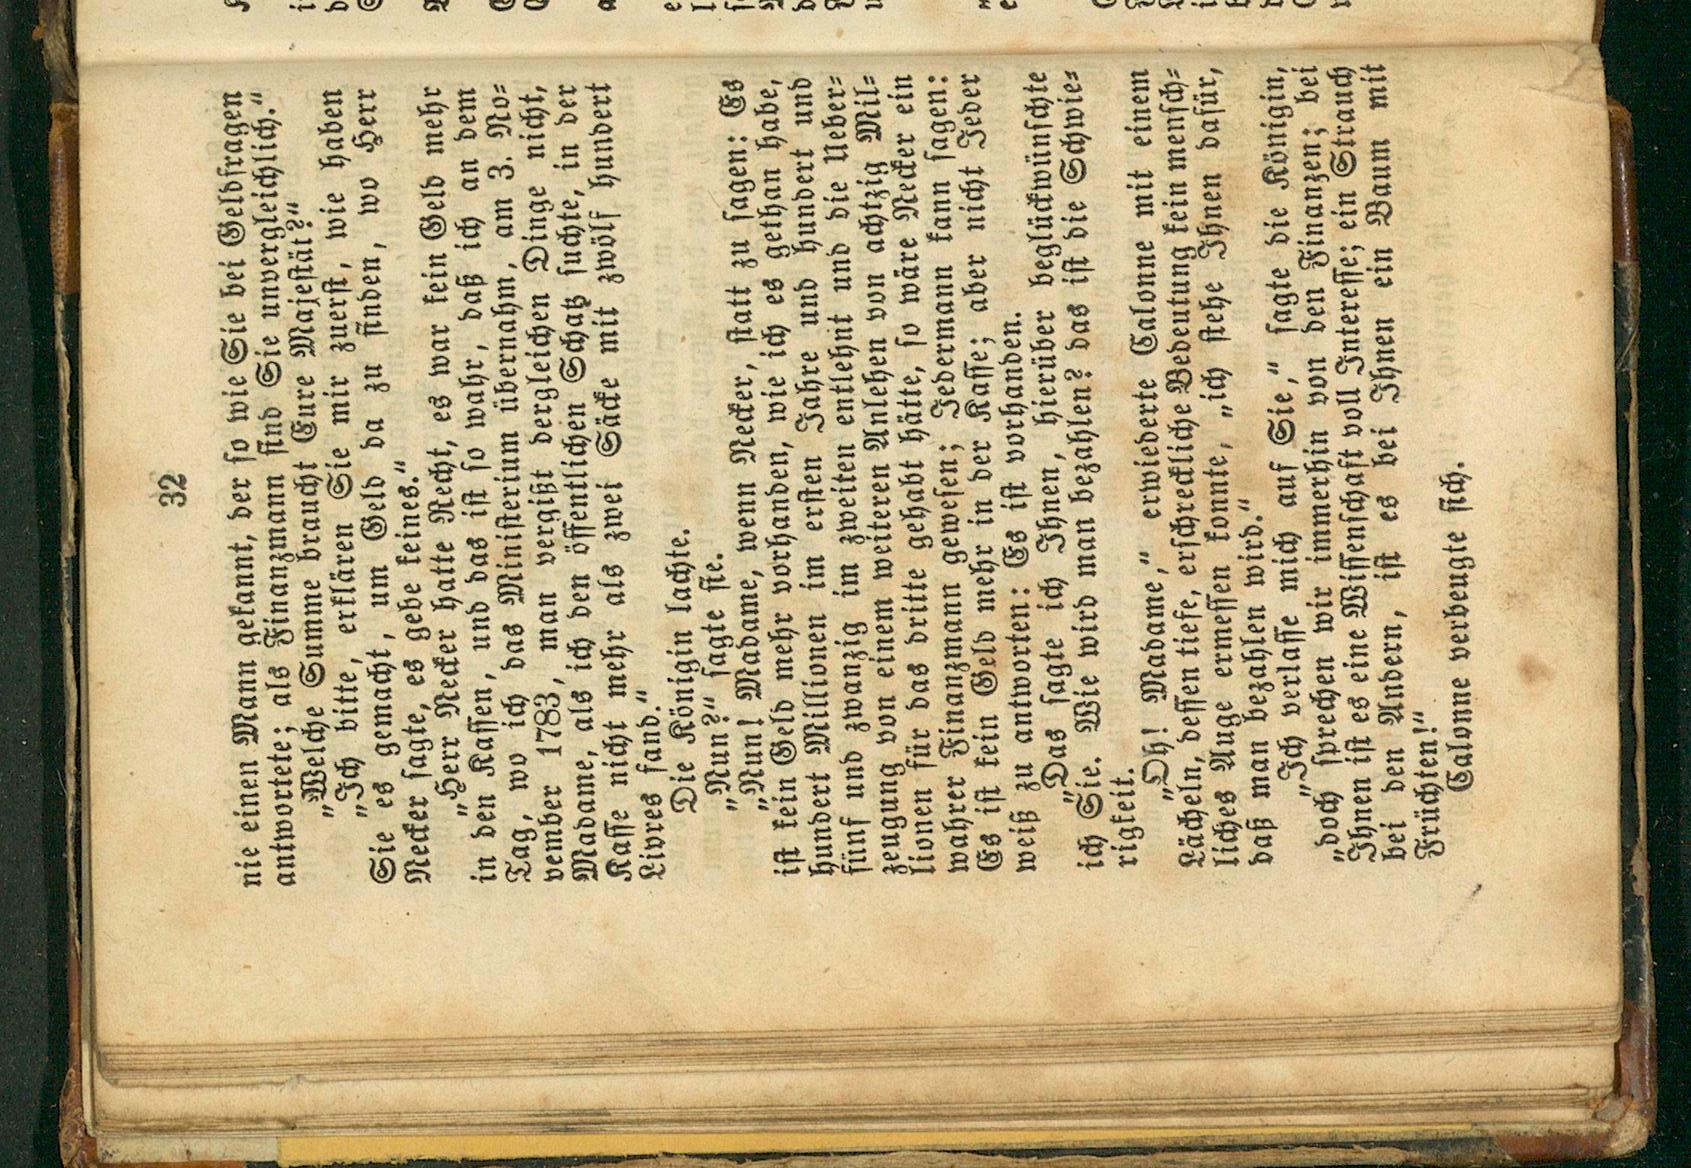 32
nie einen Mann gekannt, der so wie Sie bei Geldfragen
antwortete; als Finanzmann sind Sie unvergleichlich.“
„Welche Summe braucht Eure Majestät?“
„Ich bitte, erklären Sie mir zuerst, wie haben
Sie es gemacht, um Geld da zu finden, wo Herr
Necker sagte, es gebe keines.“
„Herr Necker hatte Recht, es war kein Geld mehr
in den Kassen, und das ist so wahr, daß ich an dem
Tag, wo ich das Ministerium übernahm, am 3. No-
vember 1783, man vergißt dergleichen Dinge nicht,
Madame, als ich den öffentlichen Schatz suchte, in der
Kasse nicht mehr als zwei Säcke mit zwölf hundert
Livres fand.“
Die Königin lachte.
„Nun?“ sagte sie.
„Nun! Madame, wenn Necker, statt zu sagen: Es
ist kein Geld mehr vorhanden, wie ich es gethan habe,
hundert Millionen im ersten Jahre und hundert und
fünf und zwanzig im zweiten entlehnt und die Ueber-
zeugung von einem weiteren Anlehen von achtzig Mil-
lionen für das dritte gehabt hätte, so wäre Necker ein
wahrer Finanzmann gewesen; Jedermann kann sagen:
Es ist kein Geld mehr in der Kasse; aber nicht Jeder
weiß zu antworten: Es ist vorhanden.
„Das sagte ich Ihnen, hierüber beglückwünschte
ich Sie. Wie wird man bezahlen? das ist die Schwie-
rigkeit.
„Oh! Madame,“ erwiederte Calonne mit einem
Lächeln, dessen tiefe, erschreckliche Bedeutung kein mensch-
liches Auge ermessen konnte, „ich stehe Ihnen dafür,
daß man bezahlen wird.“
„Ich verlasse mich auf Sie,“ sagte die Königin,
„doch sprechen wir immerhin von den Finanzen; bei
Ihnen ist es eine Wissenschaft voll Interesse; ein Strauch
bei den Andern, ist es bei Ihnen ein Baum mit
Früchten!“
Calonne verbeugte sich.